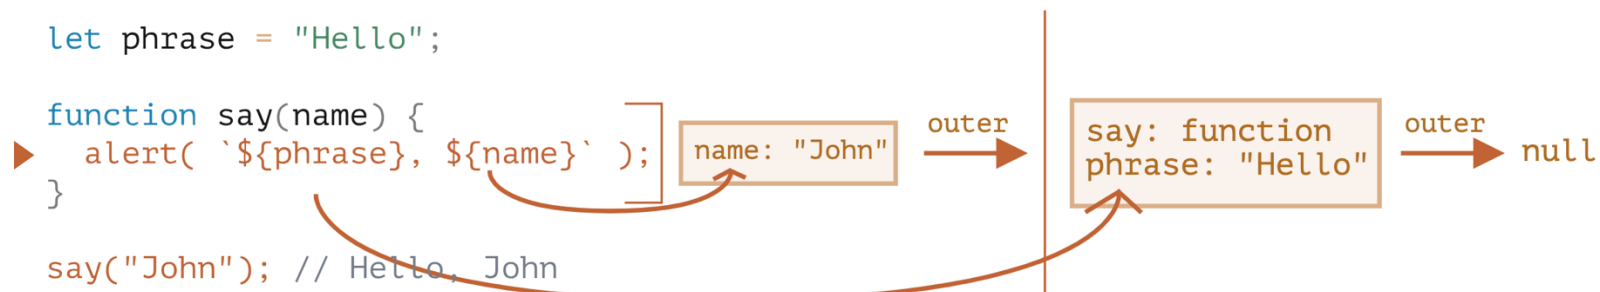 let phrase = "Hello";
function say(name) {
alert( `${phrase}, ${name}` );
}
say("John"); // Hello, John
name: "John"
outer
say: function
phrase: "Hello"
outer
null